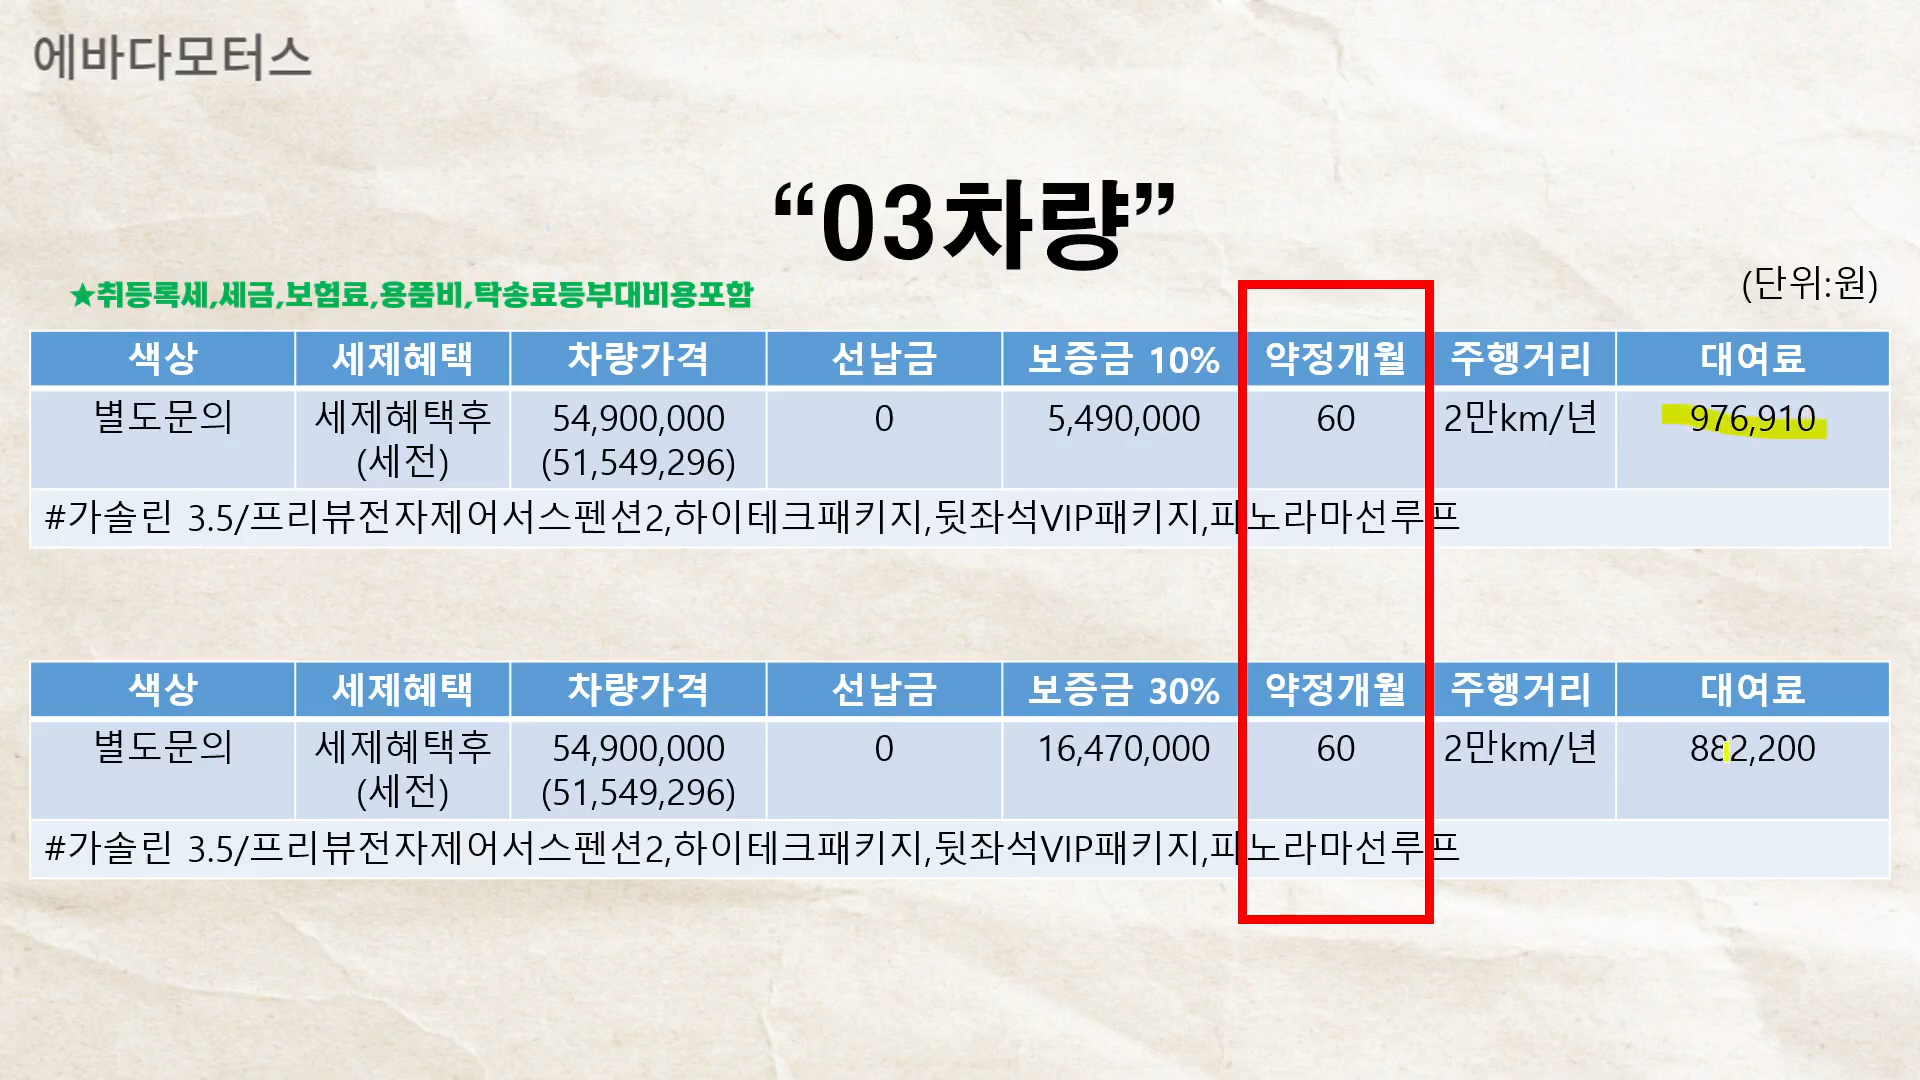 에바다모터스
“03차량”
★취등록세,세금,보험료,용품비,탁송료등부대비용포함
(단위:원)
색상 세제혜택 차량가격 선납금 보증금 10% 약정개월 주행거리 대여료
별도문의 세제혜택후 54,900,000 0 5,490,000 60 2만km/년 976,910
(세전) (51,549,296)
#가솔린 3.5/프리뷰전자제어서스펜션2,하이테크패키지,뒷좌석VIP패키지,파노라마선루프
색상 세제혜택 차량가격 선납금 보증금 30% 약정개월 주행거리 대여료
별도문의 세제혜택후 54,900,000 0 16,470,000 60 2만km/년 882,200
(세전) (51,549,296)
#가솔린 3.5/프리뷰전자제어서스펜션2,하이테크패키지,뒷좌석VIP패키지,파노라마선루프